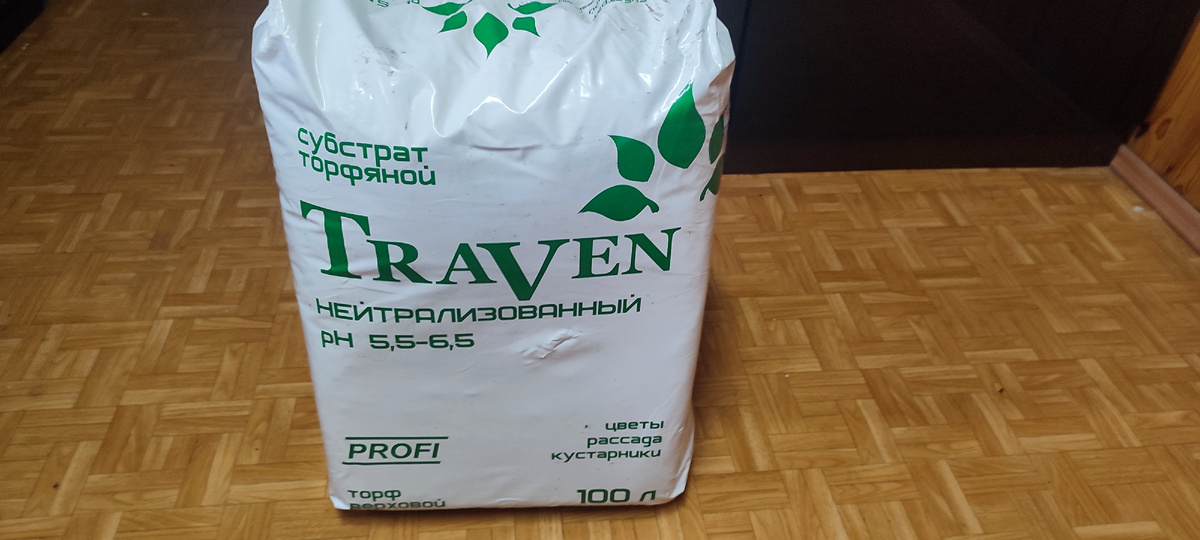 субстрат
торфяной
TRAVEN
нейтрализованный
pH 5,5-6,5
PROFI
цветы
рассада
кустарники
торф
верховой
100 л